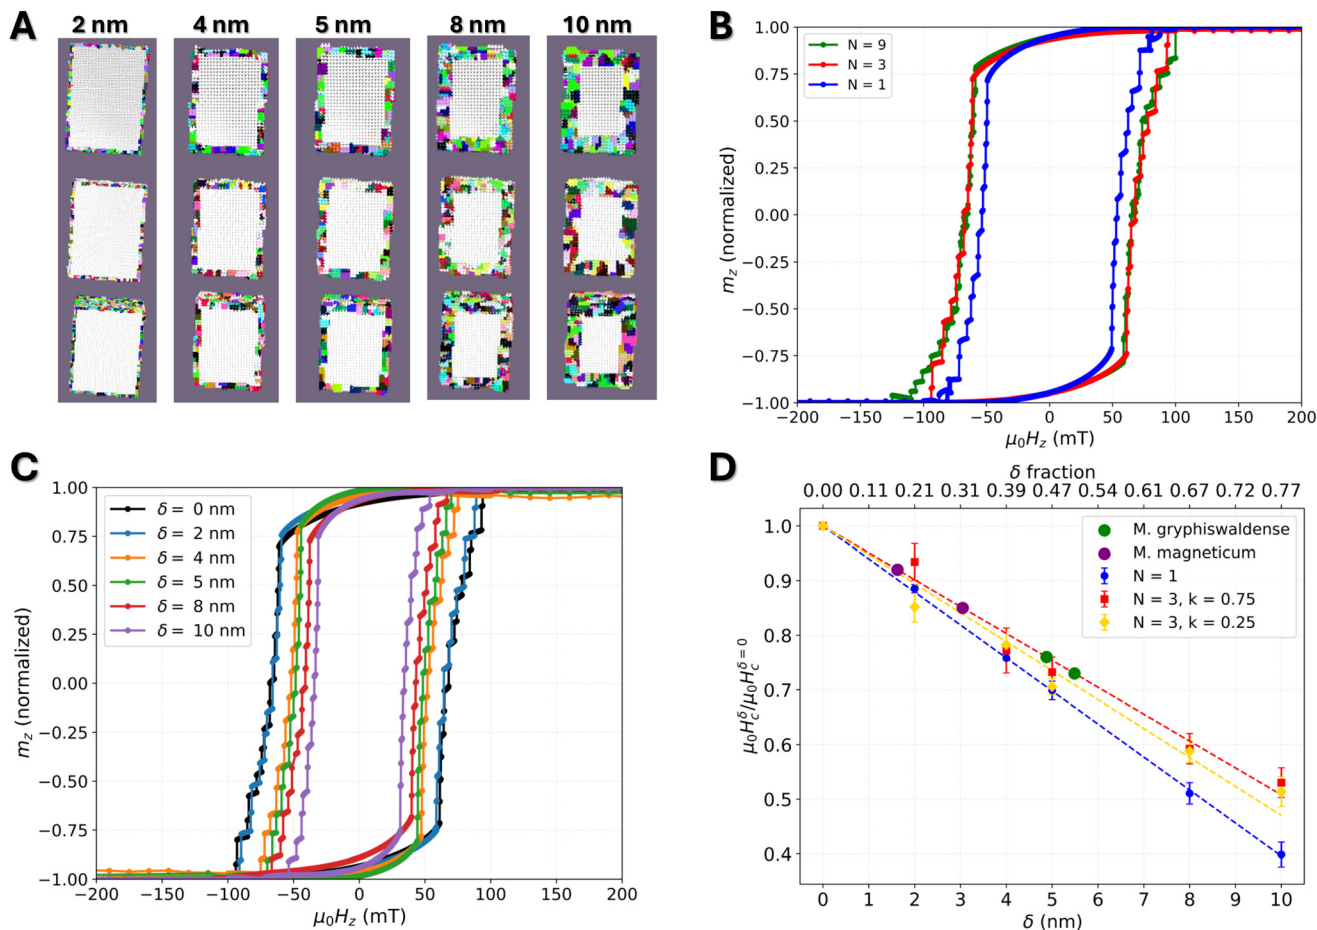 A
2 nm 4 nm 5 nm 8 nm 10 nm
B
1.00
0.75
0.50
0.25
0.00
−0.25
−0.50
−0.75
−1.00
m_z (normalized)
N = 9
N = 3
N = 1
−200 −150 −100 −50 0 50 100 150 200
μ₀H_z (mT)
C
1.00
0.75
0.50
0.25
0.00
−0.25
−0.50
−0.75
−1.00
m_z (normalized)
δ = 0 nm
δ = 2 nm
δ = 4 nm
δ = 5 nm
δ = 8 nm
δ = 10 nm
−200 −150 −100 −50 0 50 100 150 200
μ₀H_z (mT)
D
δ fraction
0.00 0.11 0.21 0.31 0.39 0.47 0.54 0.61 0.67 0.72 0.77
1.0
0.9
0.8
0.7
0.6
0.5
0.4
μ₀H_c^δ/μ₀H_c^{δ=0}
M. gryphiswaldense
M. magneticum
N = 1
N = 3, k = 0.75
N = 3, k = 0.25
0 1 2 3 4 5 6 7 8 9 10
δ (nm)